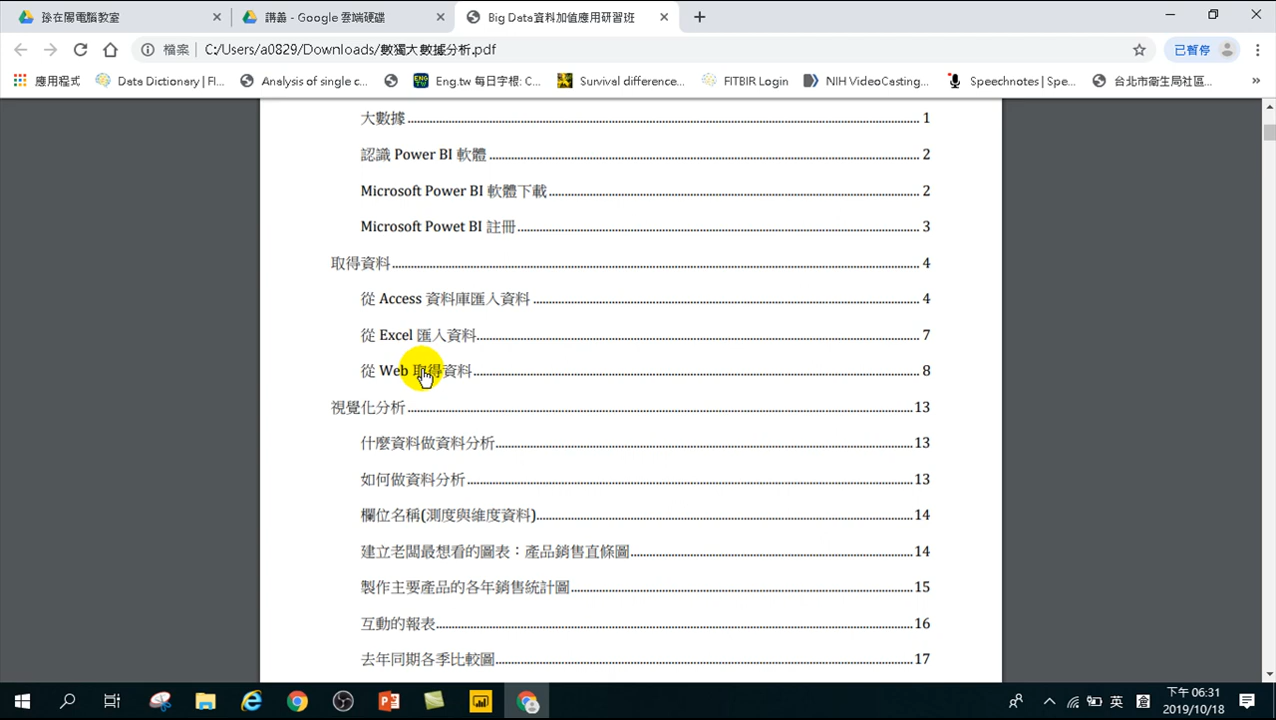 孫在陽電腦教室
講義 - Google 雲端硬碟
Big Data資料加值應用研習班
檔案
C:/Users/a0829/Downloads/數獨大數據分析.pdf
已暫停
應用程式
Data Dictionary | Fl...
Analysis of single c...
Eng.tw 每日字根: C...
Survival difference...
FITBIR Login
NIH VideoCasting...
Speechnotes | Spe...
台北市衛生局社區...
大數據 1
認識 Power BI 軟體 2
Microsoft Power BI 軟體下載 2
Microsoft Powet BI 註冊 3
取得資料 4
從 Access 資料庫匯入資料 4
從 Excel 匯入資料 7
從 Web 取得資料 8
視覺化分析 13
什麼資料做資料分析 13
如何做資料分析 13
欄位名稱(測度與维度資料) 14
建立老闆最想看的圖表：產品銷售直條圖 14
製作主要產品的各年銷售統計圖 15
互動的報表 16
去年同期各季比較圖 17
英
下午 06:31
2019/10/18